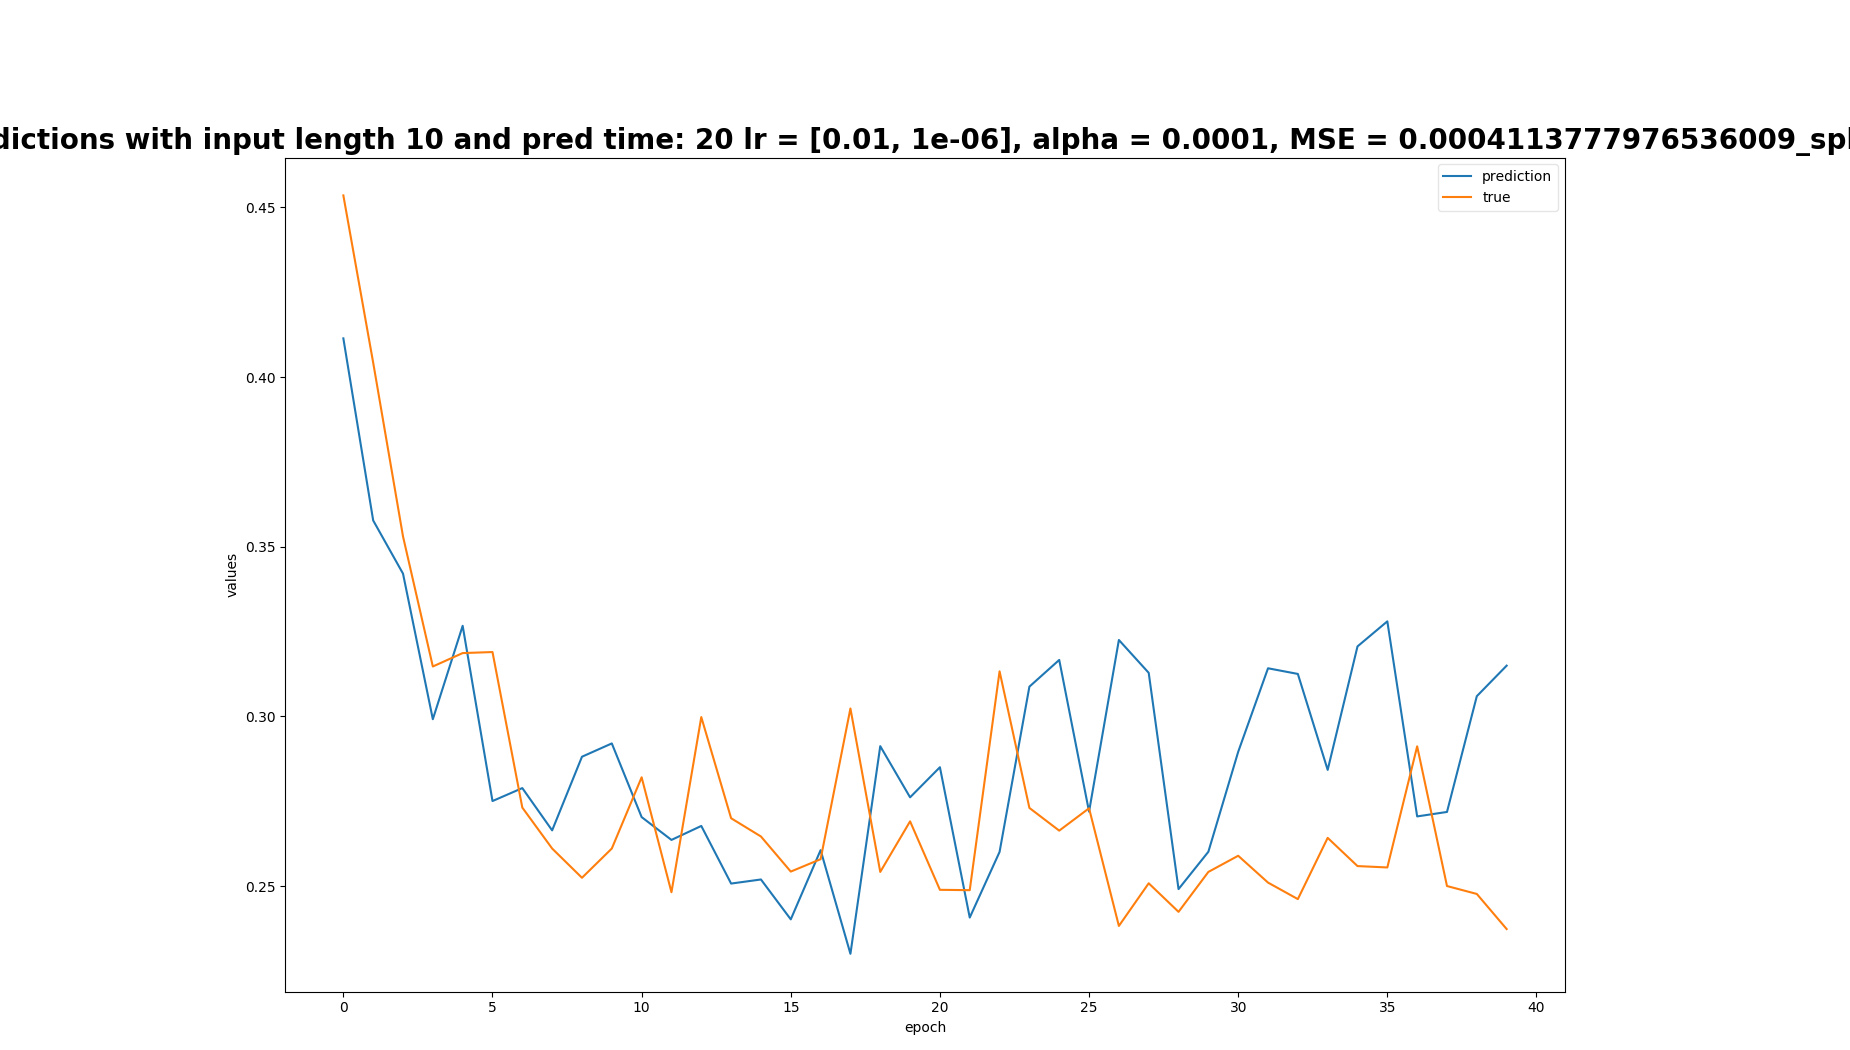 dictions with input length 10 and pred time: 20 lr = [0.01, 1e-06], alpha = 0.0001, MSE = 0.0004113777976536009_spl
prediction
true
0.45
0.40
0.35
0.30
0.25
values
0 5 10 15 20 25 30 35 40
epoch